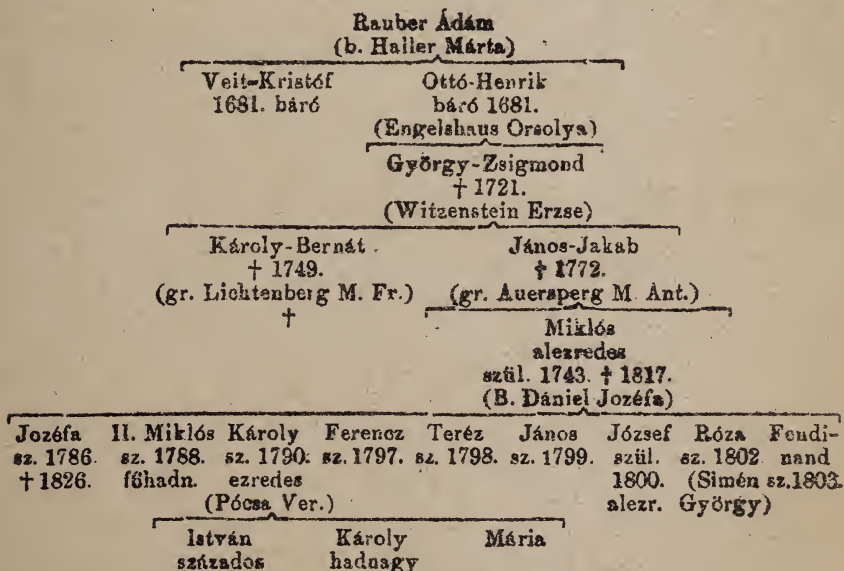 Rauber Ádám
(b. Haller Márta)
Veit-Kristóf Ottó-Henrik
1681. báró báró 1681.
(Engelshaus Orsolya)
György-Zsigmond
† 1721.
(Witzenstein Erzse)
Károly-Bernát János-Jakab
† 1749. † 1772.
(gr. Lichtenberg M. Fr.) (gr. Auersperg M. Ant.)
†
Miklós
alezredes
szül. 1743. † 1817.
(B. Dániel Jozéfa)
Jozéfa II. Miklós Károly Ferencz Teréz János József Róza Feudi-
sz. 1786. sz. 1788. sz. 1790. sz. 1797. sz. 1798. sz. 1799. szül. sz. 1802 nand
† 1826. főhadn. ezredes 1800. (Simén sz.1803.
(Pócsa Ver.) alezr. György)
István Károly Mária
százados hadnagy